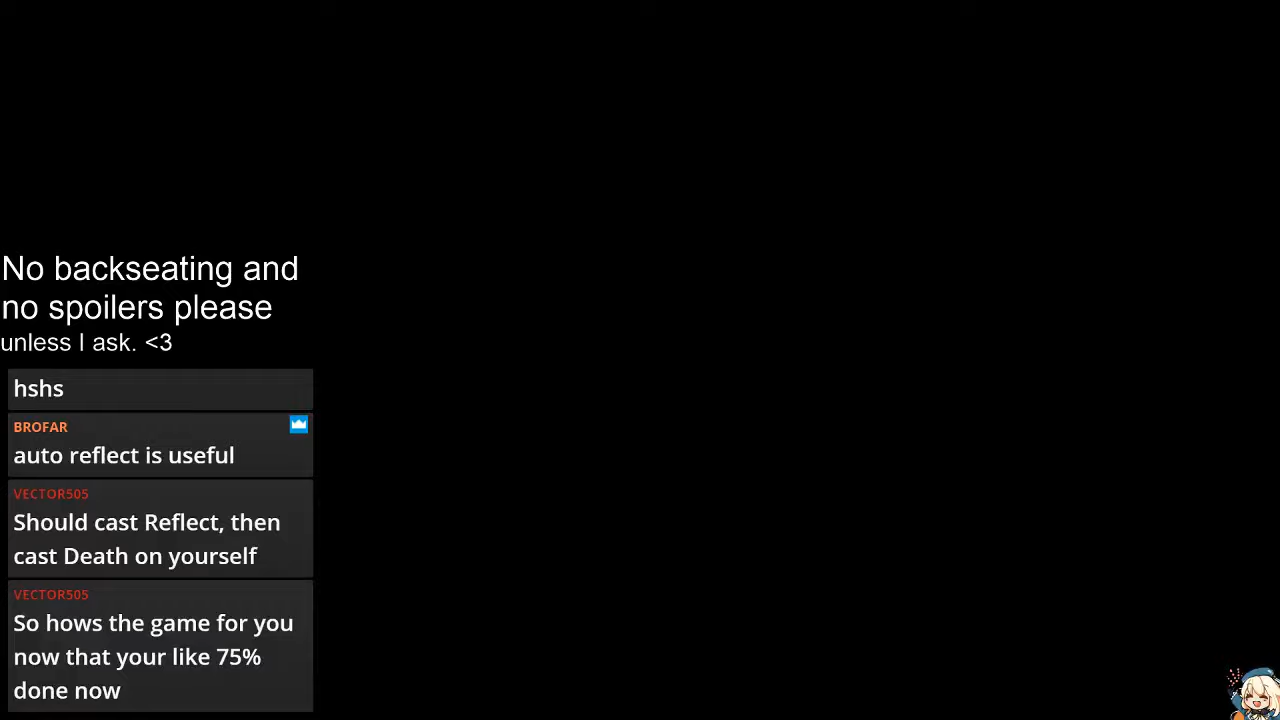 No backseating and
no spoilers please
unless I ask. <3
hshs
BROFAR
auto reflect is useful
VECTOR505
Should cast Reflect, then
cast Death on yourself
VECTOR505
So hows the game for you
now that your like 75%
done now